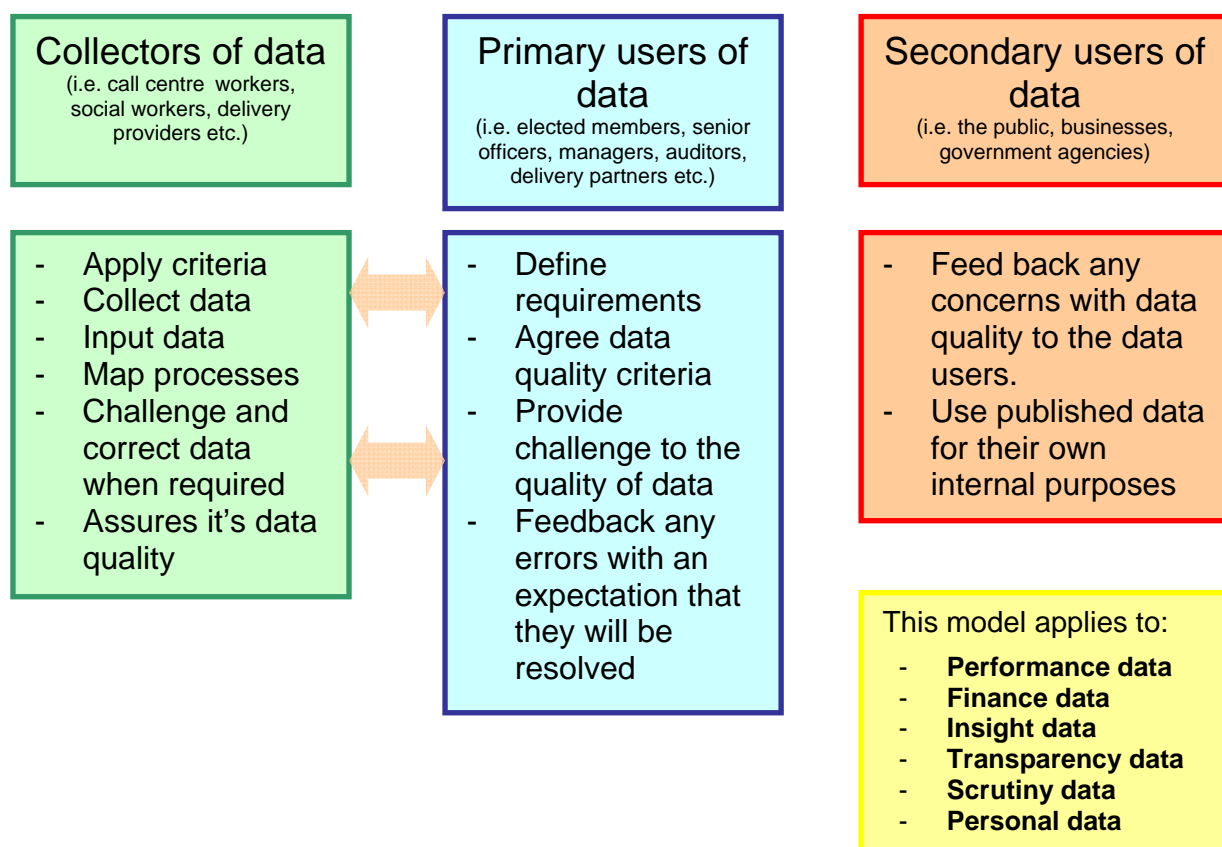 Collectors of data
(i.e. call centre workers,
social workers, delivery
providers etc.)
Primary users of
data
(i.e. elected members, senior
officers, managers, auditors,
delivery partners etc.)
Secondary users of
data
(i.e. the public, businesses,
government agencies)
- Apply criteria
- Collect data
- Input data
- Map processes
- Challenge and
correct data
when required
- Assures it's data
quality
- Define
requirements
- Agree data
quality criteria
- Provide
challenge to the
quality of data
- Feedback any
errors with an
expectation that
they will be
resolved
- Feed back any
concerns with data
quality to the data
users.
- Use published data
for their own
internal purposes
This model applies to:
- Performance data
- Finance data
- Insight data
- Transparency data
- Scrutiny data
- Personal data